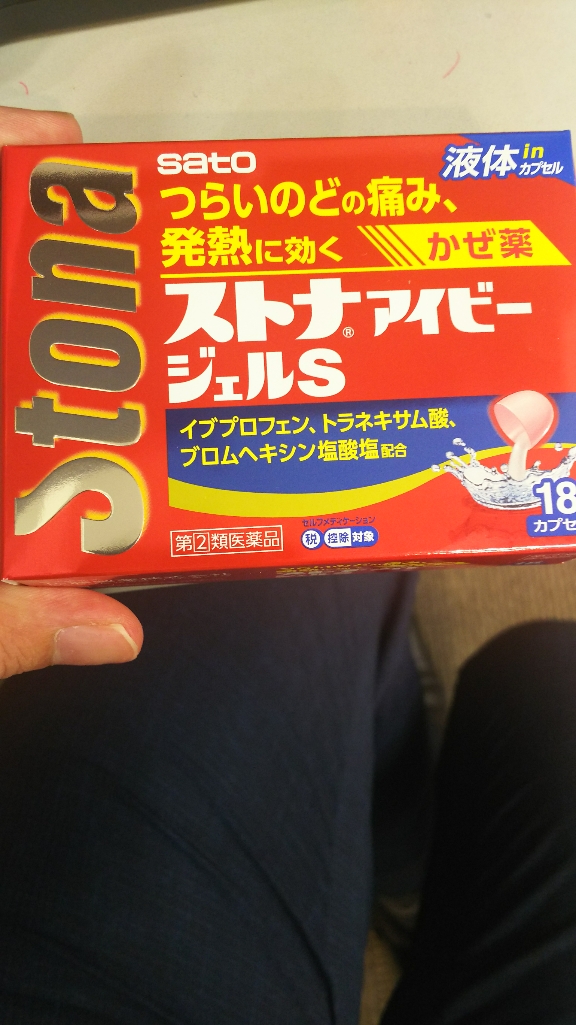 Stona
sato
液体 in カプセル
つらいのどの痛み、
発熱に効く
かぜ薬
ストナ® アイビー
ジェルS
イブプロフェン、トラネキサム酸、
ブロムヘキシン塩酸塩配合
18
カプセ
第②類医薬品
セルフメディケーション
税 控除 対象